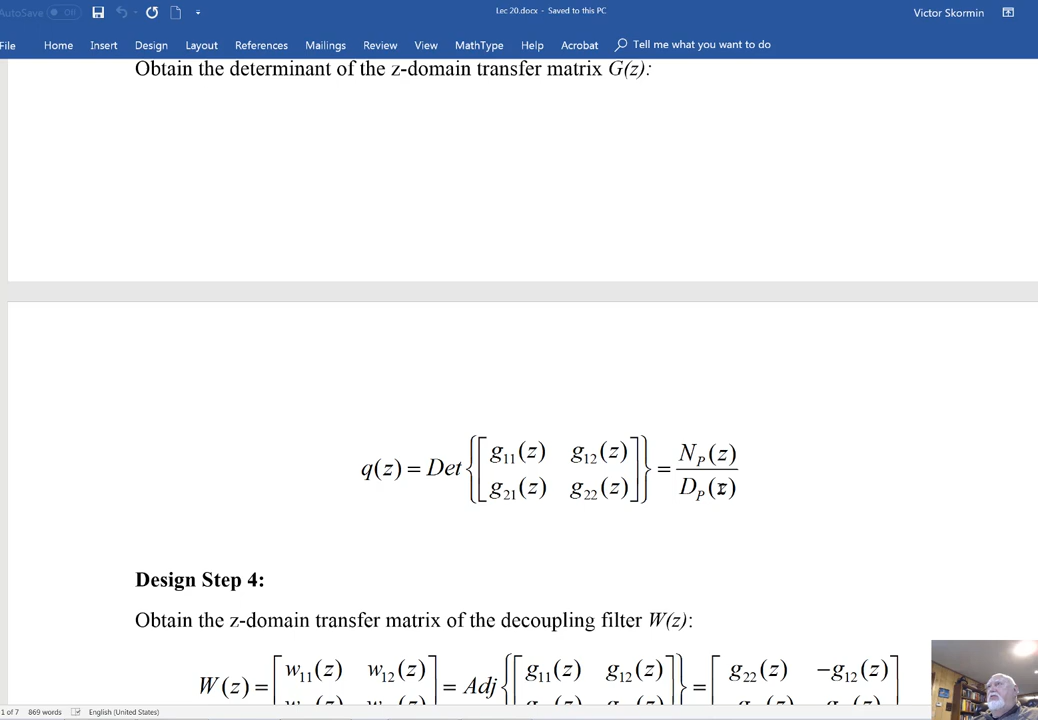 AutoSave Off Lec 20.docx - Saved to this PC Victor Skormin
File Home Insert Design Layout References Mailings Review View MathType Help Acrobat Tell me what you want to do
Obtain the determinant of the z-domain transfer matrix G(z):
q(z) = Det{[g₁₁(z) g₁₂(z)
g₂₁(z) g₂₂(z)]} = N_P(z) / D_P(z)
Design Step 4:
Obtain the z-domain transfer matrix of the decoupling filter W(z):
W(z) = [w₁₁(z) w₁₂(z) = Adj{[g₁₁(z) g₁₂(z)]} = [g₂₂(z) −g₁₂(z)]
1 of 7 869 words English (United States)